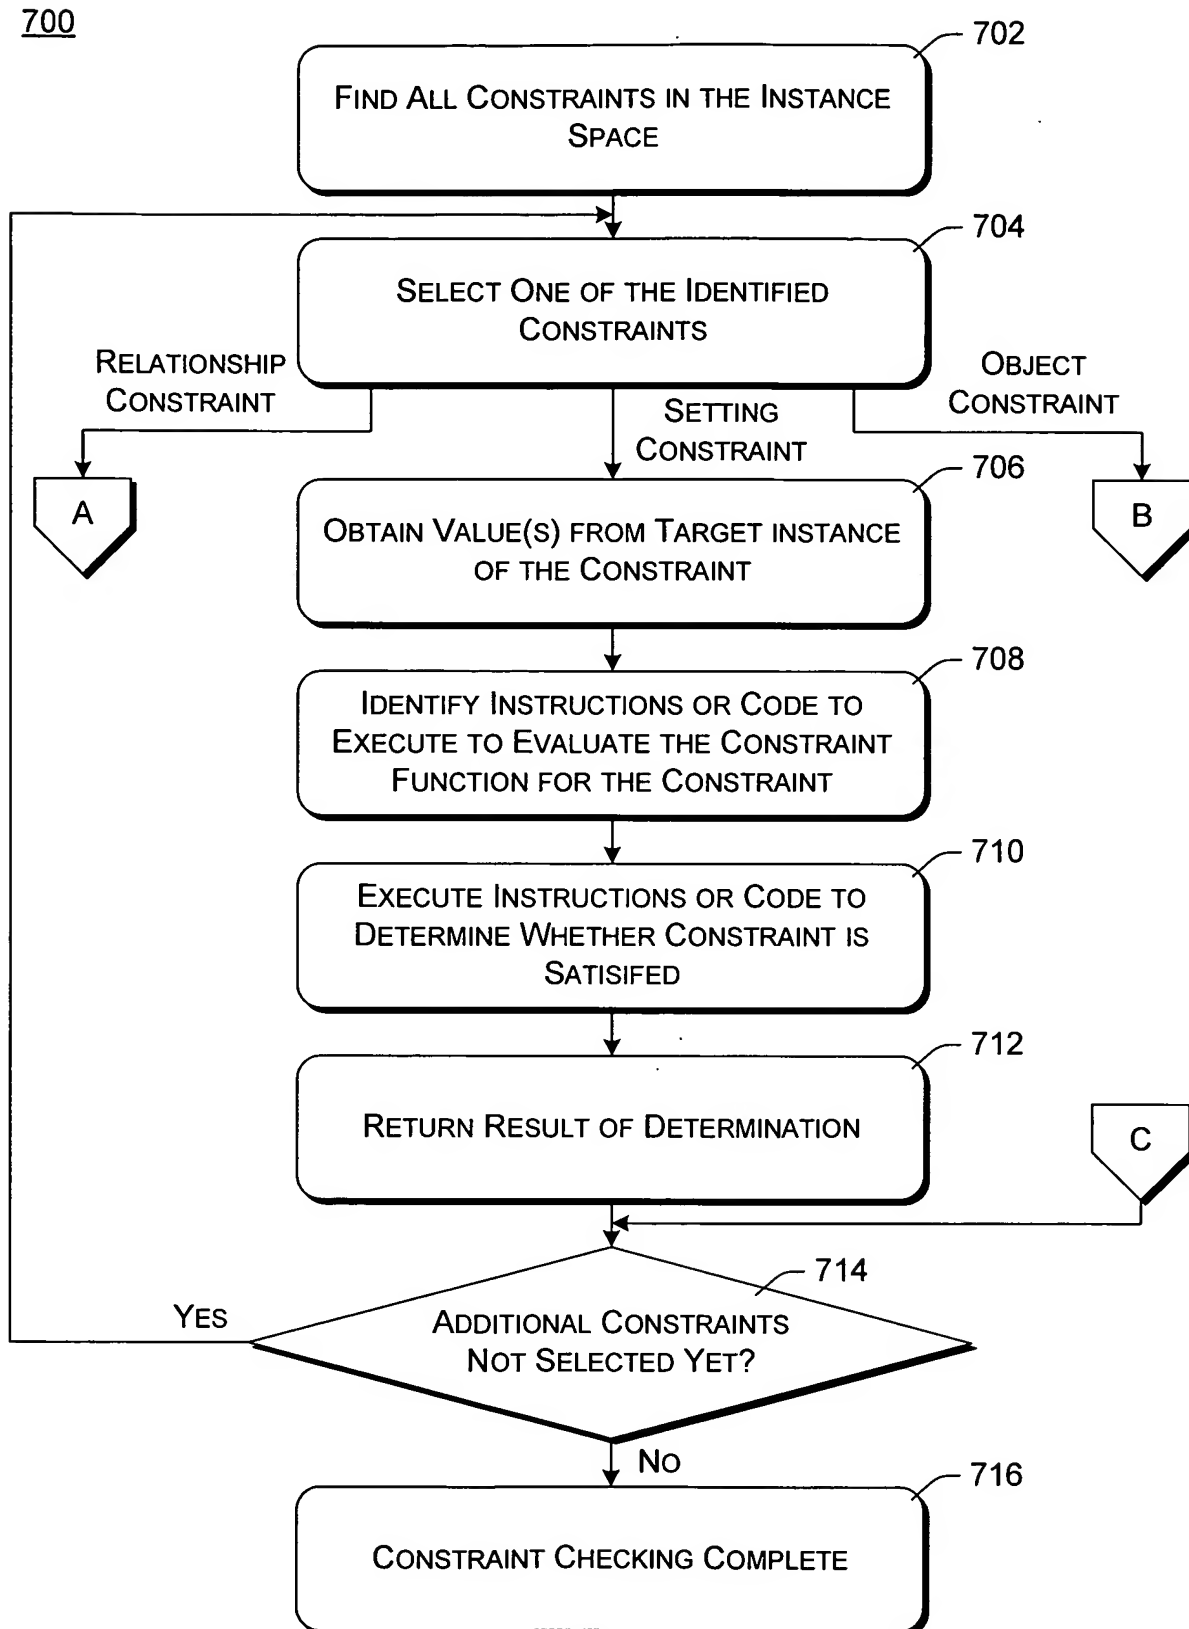 700
702
FIND ALL CONSTRAINTS IN THE INSTANCE
SPACE
704
SELECT ONE OF THE IDENTIFIED
CONSTRAINTS
RELATIONSHIP
CONSTRAINT
SETTING
CONSTRAINT
OBJECT
CONSTRAINT
A
B
706
OBTAIN VALUE(S) FROM TARGET INSTANCE
OF THE CONSTRAINT
708
IDENTIFY INSTRUCTIONS OR CODE TO
EXECUTE TO EVALUATE THE CONSTRAINT
FUNCTION FOR THE CONSTRAINT
710
EXECUTE INSTRUCTIONS OR CODE TO
DETERMINE WHETHER CONSTRAINT IS
SATISIFED
712
RETURN RESULT OF DETERMINATION
C
714
YES
ADDITIONAL CONSTRAINTS
NOT SELECTED YET?
NO
716
CONSTRAINT CHECKING COMPLETE